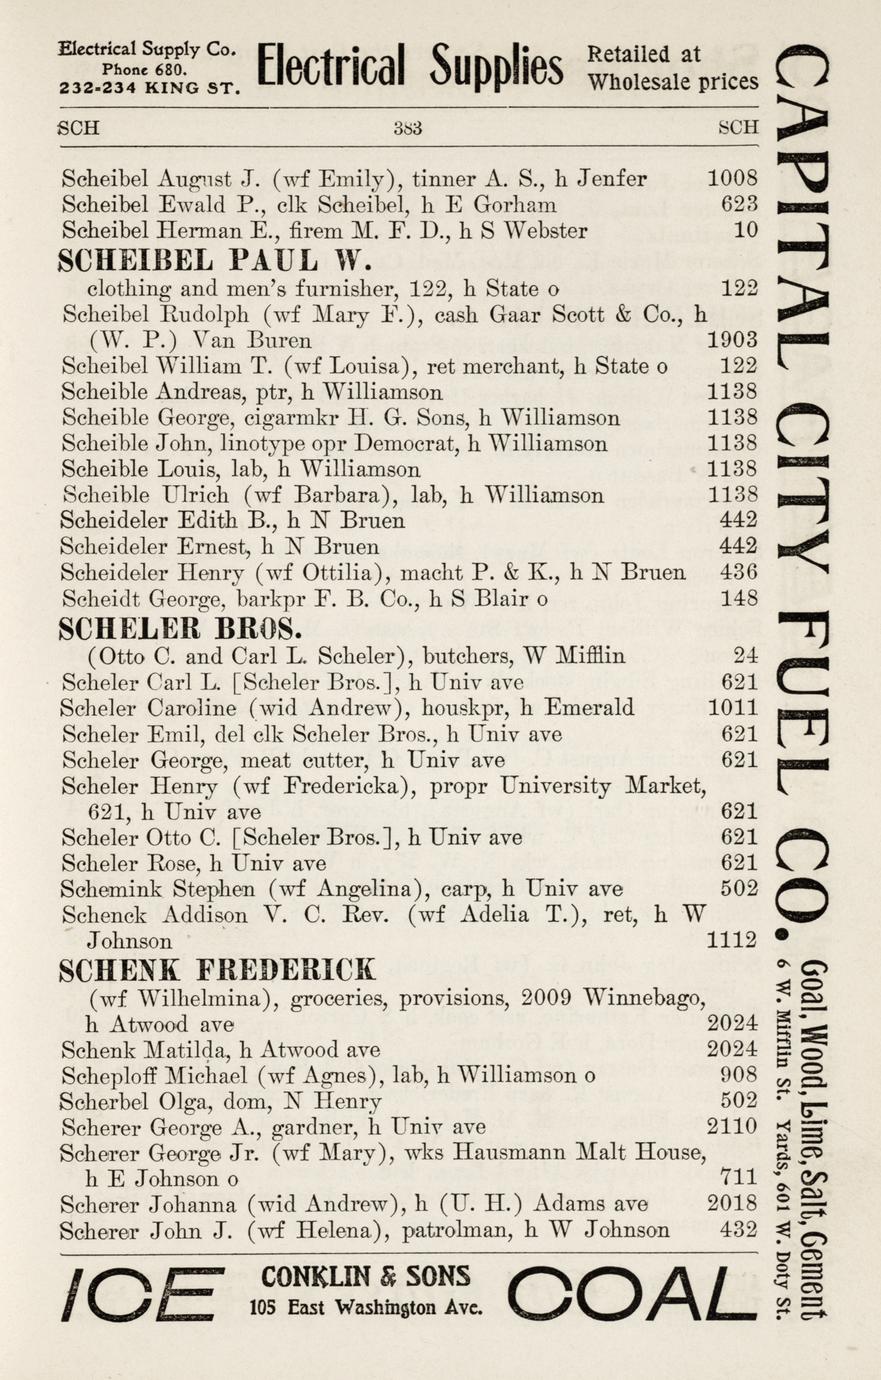 Electrical Supply Co.
Phone 680.
232-234 KING ST.
Electrical Supplies
Retailed at
Wholesale prices
SCH 383 SCH
Scheibel August J. (wf Emily), tinner A. S., h Jenfer 1008
Scheibel Ewald P., clk Scheibel, h E Gorham 623
Scheibel Herman E., firem M. F. D., h S Webster 10
SCHEIBEL PAUL W.
clothing and men's furnisher, 122, h State o 122
Scheibel Rudolph (wf Mary F.), cash Gaar Scott & Co., h
(W. P.) Van Buren 1903
Scheibel William T. (wf Louisa), ret merchant, h State o 122
Scheible Andreas, ptr, h Williamson 1138
Scheible George, cigarmkr H. G. Sons, h Williamson 1138
Scheible John, linotype opr Democrat, h Williamson 1138
Scheible Louis, lab, h Williamson 1138
Scheible Ulrich (wf Barbara), lab, h Williamson 1138
Scheideler Edith B., h N Bruen 442
Scheideler Ernest, h N Bruen 442
Scheideler Henry (wf Ottilia), macht P. & K., h N Bruen 436
Scheidt George, barkpr F. B. Co., h S Blair o 148
SCHELER BROS.
(Otto C. and Carl L. Scheler), butchers, W Mifflin 24
Scheler Carl L. [Scheler Bros.], h Univ ave 621
Scheler Caroline (wid Andrew), houskpr, h Emerald 1011
Scheler Emil, del clk Scheler Bros., h Univ ave 621
Scheler George, meat cutter, h Univ ave 621
Scheler Henry (wf Fredericka), propr University Market,
621, h Univ ave 621
Scheler Otto C. [Scheler Bros.], h Univ ave 621
Scheler Rose, h Univ ave 621
Schemink Stephen (wf Angelina), carp, h Univ ave 502
Schenck Addison V. C. Rev. (wf Adelia T.), ret, h W
Johnson 1112
SCHENK FREDERICK
(wf Wilhelmina), groceries, provisions, 2009 Winnebago,
h Atwood ave 2024
Schenk Matilda, h Atwood ave 2024
Scheploff Michael (wf Agnes), lab, h Williamson o 908
Scherbel Olga, dom, N Henry 502
Scherer George A., gardner, h Univ ave 2110
Scherer George Jr. (wf Mary), wks Hausmann Malt House,
h E Johnson o 711
Scherer Johanna (wid Andrew), h (U. H.) Adams ave 2018
Scherer John J. (wf Helena), patrolman, h W Johnson 432
ICE
CONKLIN & SONS
105 East Washington Ave.
COAL
CAPITAL CITY FUEL CO.
Coal, Wood, Lime, Salt, Cement
6 W. Mifflin St. Yards, 601 W. Doty St.